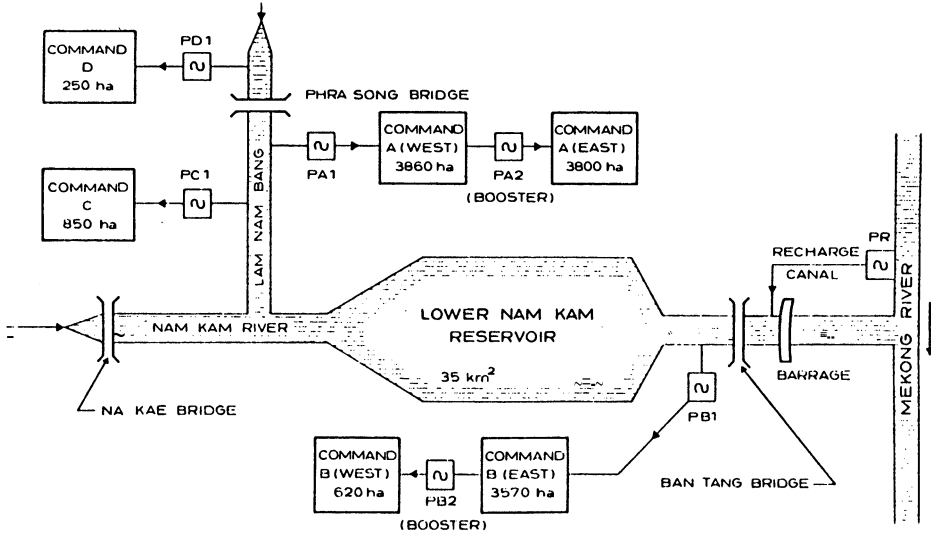 COMMAND
D
250 ha
PD1
PHRA SONG BRIDGE
COMMAND
A (WEST)
3860 ha
COMMAND
A (EAST)
3800 ha
PA1
PA2
(BOOSTER)
COMMAND
C
850 ha
PC1
LAM NAM BANG
PR
RECHARGE
CANAL
MEKONG RIVER
NAM KAM RIVER
LOWER NAM KAM
RESERVOIR
35 km²
BARRAGE
NA KAE BRIDGE
PB1
COMMAND
B (WEST)
620 ha
COMMAND
B (EAST)
3570 ha
PB2
(BOOSTER)
BAN TANG BRIDGE